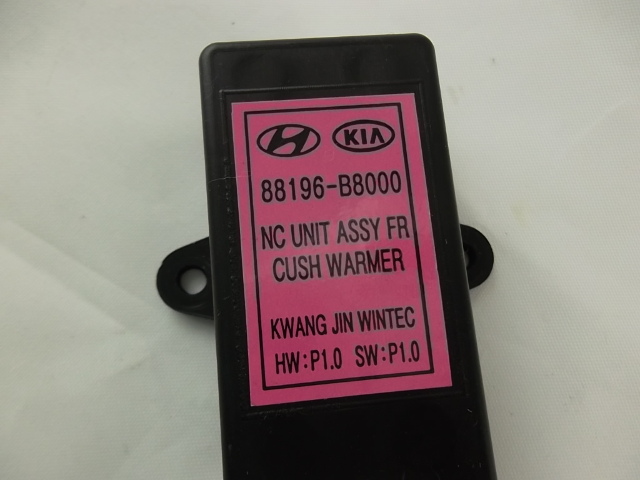 KIA
88196-B8000
NC UNIT ASSY FR
CUSH WARMER
KWANG JIN WINTEC
HW:P1.0 SW:P1.0